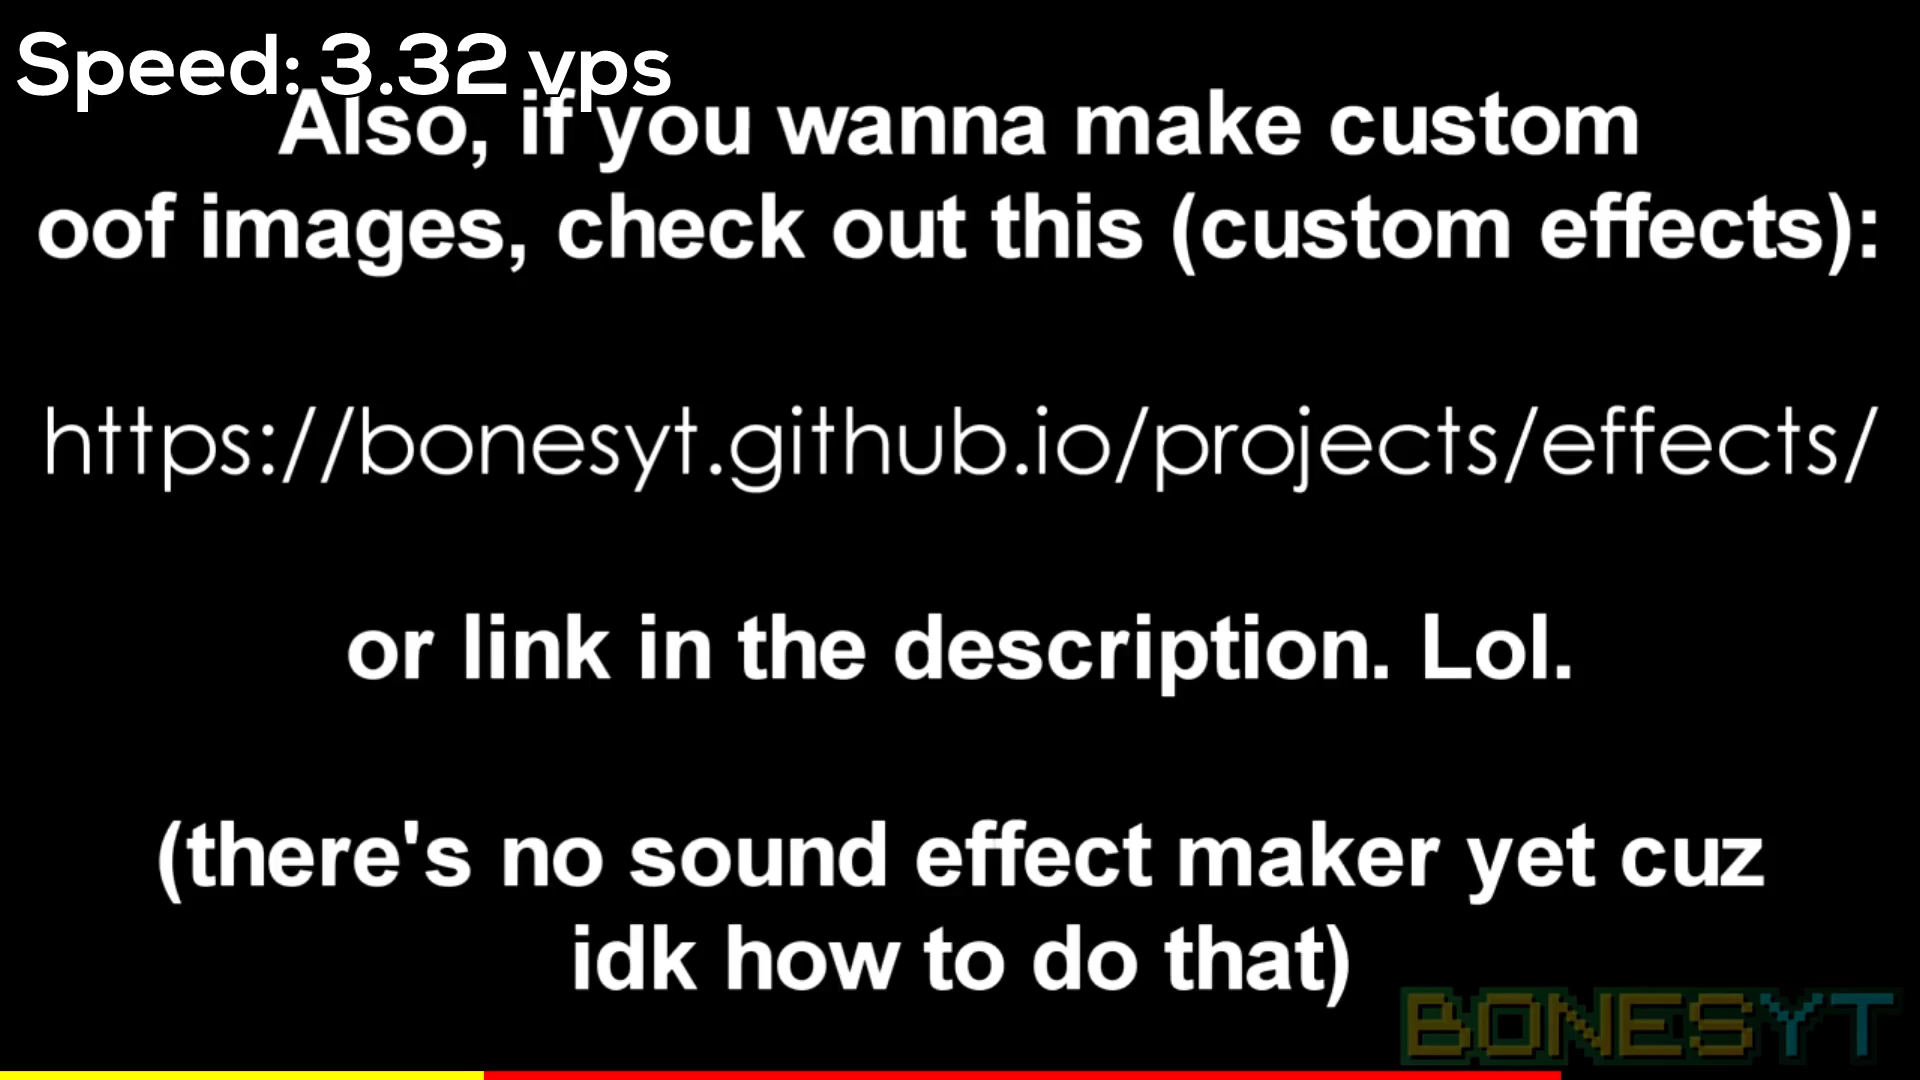 Speed: 3.32 vps
Also, if you wanna make custom
oof images, check out this (custom effects):
https://bonesyt.github.io/projects/effects/
or link in the description. Lol.
(there's no sound effect maker yet cuz
idk how to do that)
BONESYT